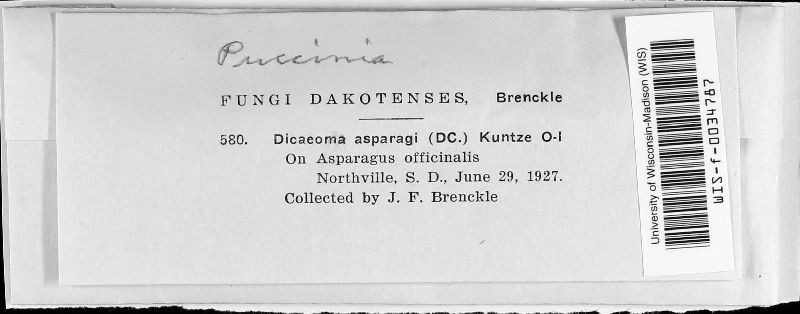 Puccinia
FUNGI DAKOTENSES, Brenckle
580. Dicaeoma asparagi (DC.) Kuntze O-I
On Asparagus officinalis
Northville, S. D., June 29, 1927.
Collected by J. F. Brenckle
University of Wisconsin-Madison (WIS)
WIS-f-0034787